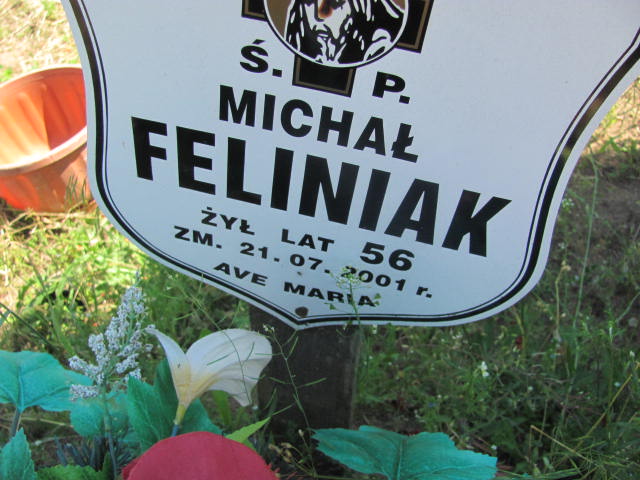 Ś. P.
MICHAŁ
FELINIAK
ŻYŁ LAT 56
ZM. 21.07.2001 r.
AVE MARIA